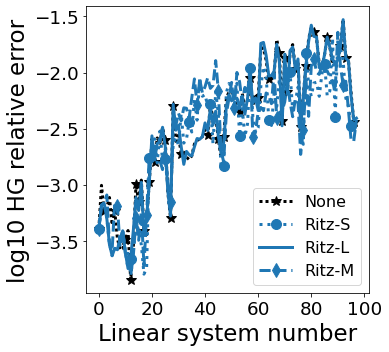 log10 HG relative error
−1.5
−2.0
−2.5
−3.0
−3.5
None
Ritz-S
Ritz-L
Ritz-M
0 20 40 60 80 100
Linear system number